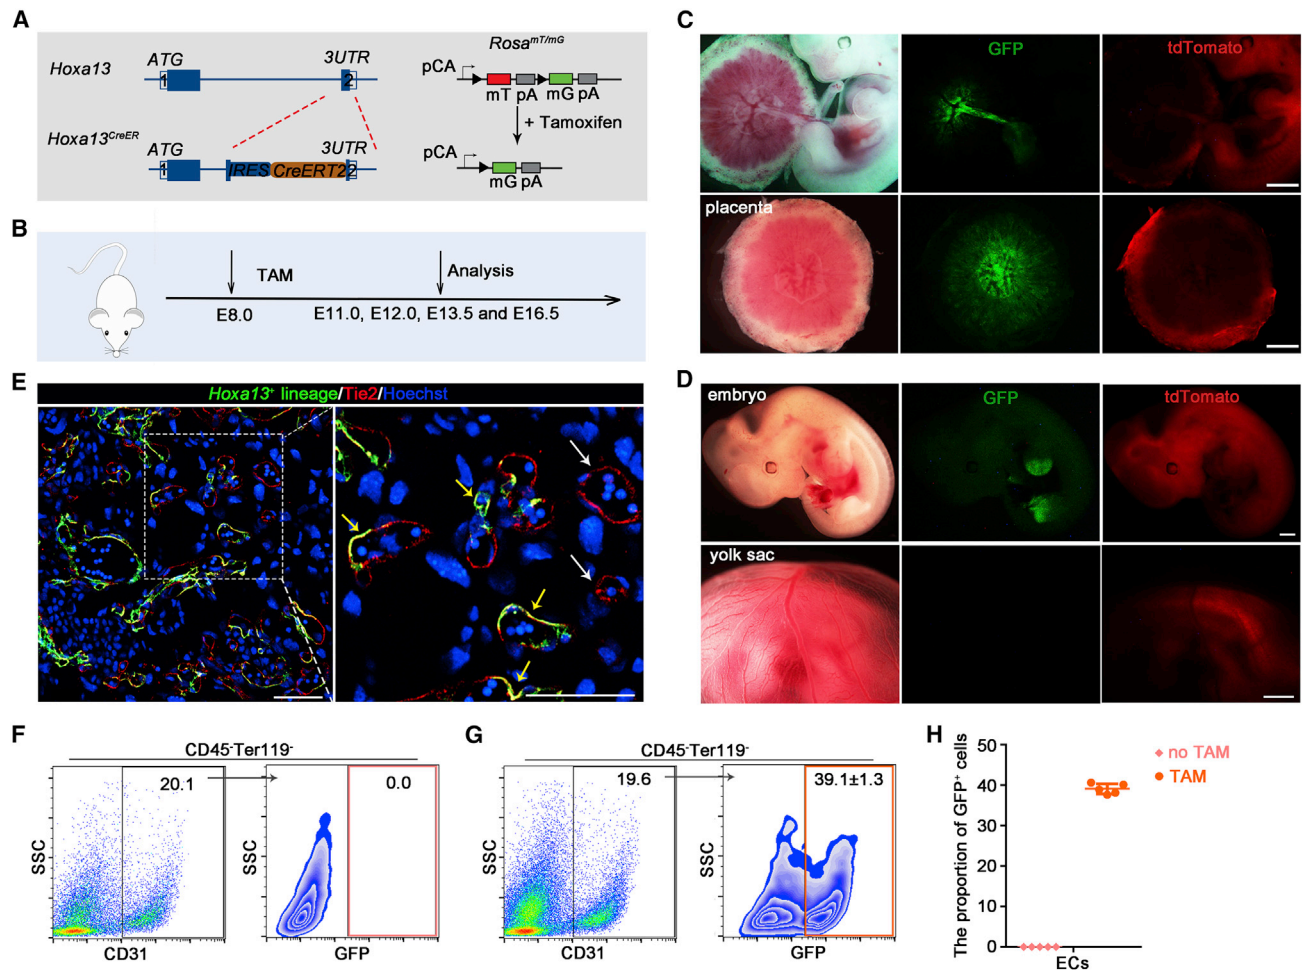 A
Hoxa13
ATG
3UTR
1
2
Hoxa13CreER
ATG
3UTR
1
IRES
CreERT2
2
RosamT/mG
pCA
mT pA mG pA
+ Tamoxifen
pCA
mG pA
B
TAM
Analysis
E8.0
E11.0, E12.0, E13.5 and E16.5
C
GFP
tdTomato
placenta
D
embryo
GFP
tdTomato
yolk sac
E
Hoxa13+ lineage/Tie2/Hoechst
F
CD45-Ter119-
20.1
0.0
SSC
SSC
CD31
GFP
G
CD45-Ter119-
19.6
39.1±1.3
SSC
SSC
CD31
GFP
H
The proportion of GFP+ cells
50
40
30
20
10
0
ECs
no TAM
TAM